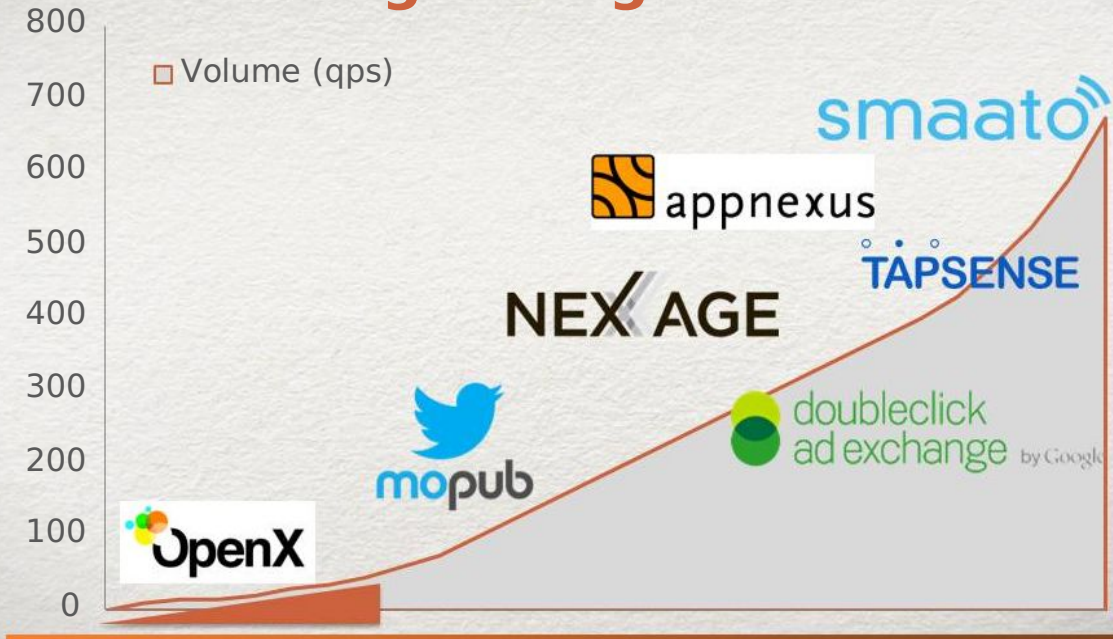 800
Volume (qps)
700
smaato
600
appnexus
500
TAPSENSE
400
NEXAGE
300
doubleclick
ad exchange by Google
200
mopub
100
OpenX
0